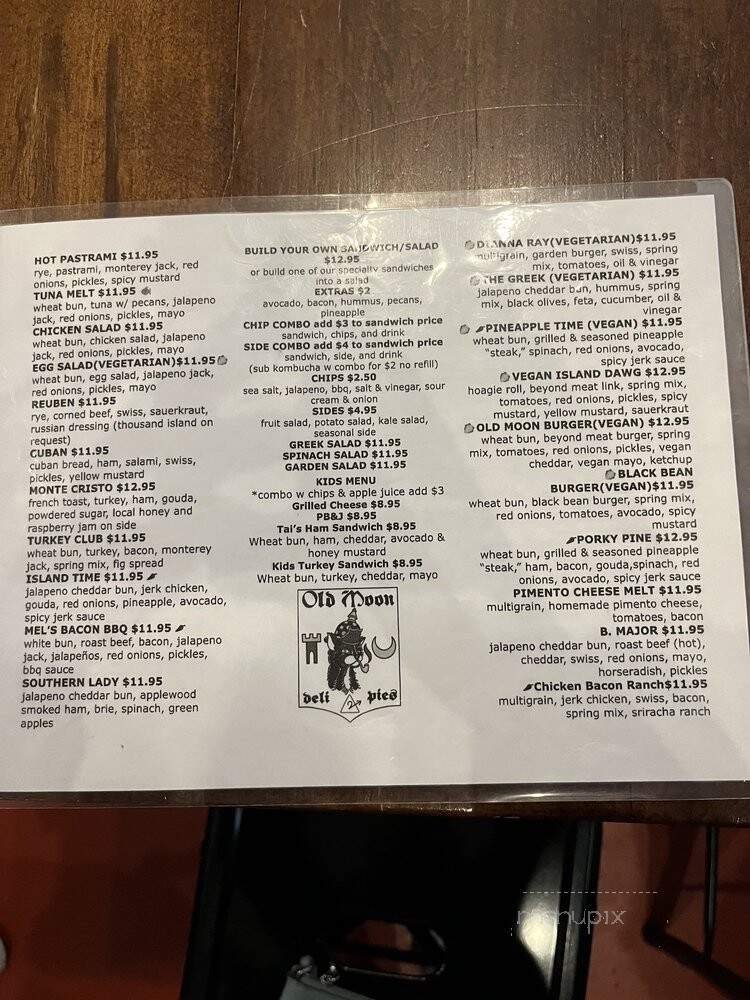 HOT PASTRAMI $11.95
rye, pastrami, monterey jack, red
onions, pickles, spicy mustard
TUNA MELT $11.95
wheat bun, tuna w/ pecans, jalapeno
jack, red onions, pickles, mayo
CHICKEN SALAD $11.95
wheat bun, chicken salad, jalapeno
jack, red onions, pickles, mayo
EGG SALAD(VEGETARIAN)$11.95
wheat bun, egg salad, jalapeno jack,
red onions, pickles, mayo
REUBEN $11.95
rye, corned beef, swiss, sauerkraut,
russian dressing (thousand island on
request)
CUBAN $11.95
cuban bread, ham, salami, swiss,
pickles, yellow mustard
MONTE CRISTO $12.95
french toast, turkey, ham, gouda,
powdered sugar, local honey and
raspberry jam on side
TURKEY CLUB $11.95
wheat bun, turkey, bacon, monterey
jack, spring mix, fig spread
ISLAND TIME $11.95
jalapeno cheddar bun, jerk chicken,
gouda, red onions, pineapple, avocado,
spicy jerk sauce
MEL'S BACON BBQ $11.95
white bun, roast beef, bacon, jalapeno
jack, jalapeños, red onions, pickles,
bbq sauce
SOUTHERN LADY $11.95
jalapeno cheddar bun, applewood
smoked ham, brie, spinach, green
apples
BUILD YOUR OWN SANDWICH/SALAD
$12.95
or build one of our specialty sandwiches
into a salad
EXTRAS $2
avocado, bacon, hummus, pecans,
pineapple
CHIP COMBO add $3 to sandwich price
sandwich, chips, and drink
SIDE COMBO add $4 to sandwich price
sandwich, side, and drink
(sub kombucha w combo for $2 no refill)
CHIPS $2.50
sea salt, jalapeno, bbq, salt & vinegar, sour
cream & onion
SIDES $4.95
fruit salad, potato salad, kale salad,
seasonal side
GREEK SALAD $11.95
SPINACH SALAD $11.95
GARDEN SALAD $11.95
KIDS MENU
*combo w chips & apple juice add $3
Grilled Cheese $8.95
PB&J $8.95
Tai's Ham Sandwich $8.95
Wheat bun, ham, cheddar, avocado &
honey mustard
Kids Turkey Sandwich $8.95
Wheat bun, turkey, cheddar, mayo
Old Moon
deli pies
DIANNA RAY(VEGETARIAN)$11.95
multigrain, garden burger, swiss, spring
mix, tomatoes, oil & vinegar
THE GREEK (VEGETARIAN) $11.95
jalapeno cheddar bun, hummus, spring
mix, black olives, feta, cucumber, oil &
vinegar
PINEAPPLE TIME (VEGAN) $11.95
wheat bun, grilled & seasoned pineapple
"steak," spinach, red onions, avocado,
spicy jerk sauce
VEGAN ISLAND DAWG $12.95
hoagie roll, beyond meat link, spring mix,
tomatoes, red onions, pickles, spicy
mustard, yellow mustard, sauerkraut
OLD MOON BURGER(VEGAN) $12.95
wheat bun, beyond meat burger, spring
mix, tomatoes, red onions, pickles, vegan
cheddar, vegan mayo, ketchup
BLACK BEAN
BURGER(VEGAN)$11.95
wheat bun, black bean burger, spring mix,
red onions, tomatoes, avocado, spicy
mustard
PORKY PINE $12.95
wheat bun, grilled & seasoned pineapple
"steak," ham, bacon, gouda,spinach, red
onions, avocado, spicy jerk sauce
PIMENTO CHEESE MELT $11.95
multigrain, homemade pimento cheese,
tomatoes, bacon
B. MAJOR $11.95
jalapeno cheddar bun, roast beef (hot),
cheddar, swiss, red onions, mayo,
horseradish, pickles
Chicken Bacon Ranch$11.95
multigrain, jerk chicken, swiss, bacon,
spring mix, sriracha ranch
menupix